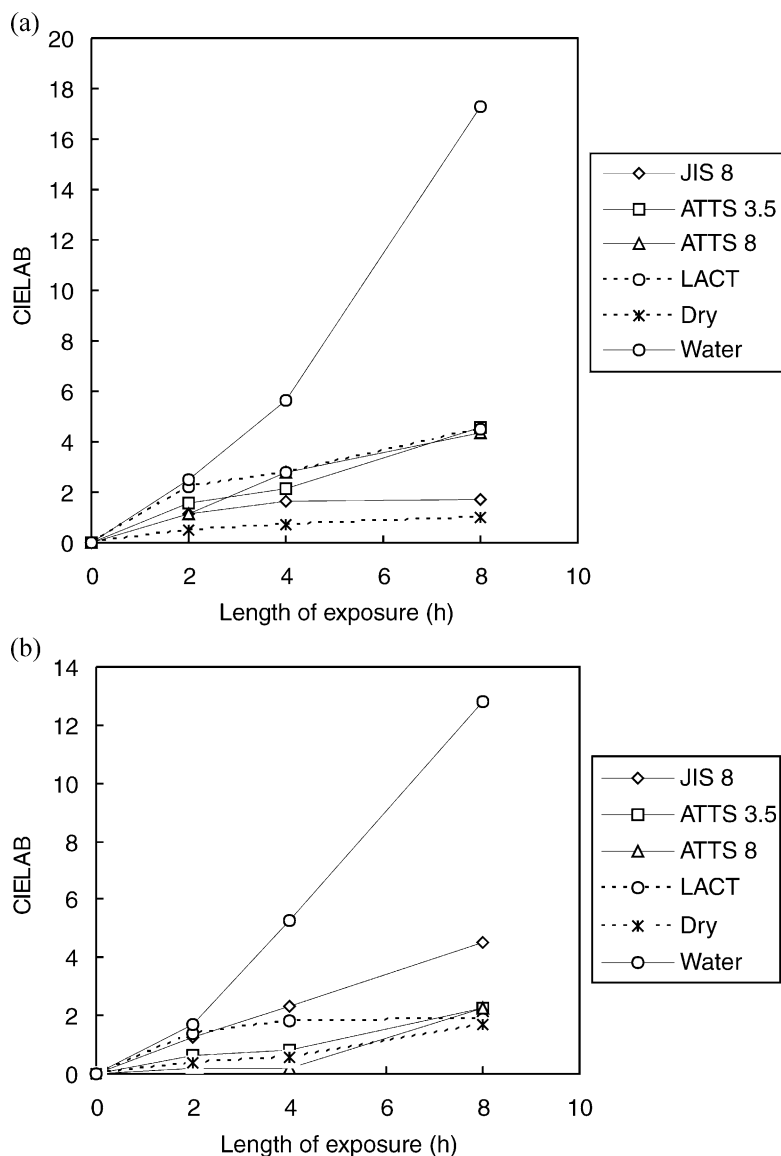 (a)
20
18
16
14
12
10
8
6
4
2
0
CIELAB
0 2 4 6 8 10
Length of exposure (h)
JIS 8
ATTS 3.5
ATTS 8
LACT
Dry
Water
(b)
14
12
10
8
6
4
2
0
CIELAB
0 2 4 6 8 10
Length of exposure (h)
JIS 8
ATTS 3.5
ATTS 8
LACT
Dry
Water